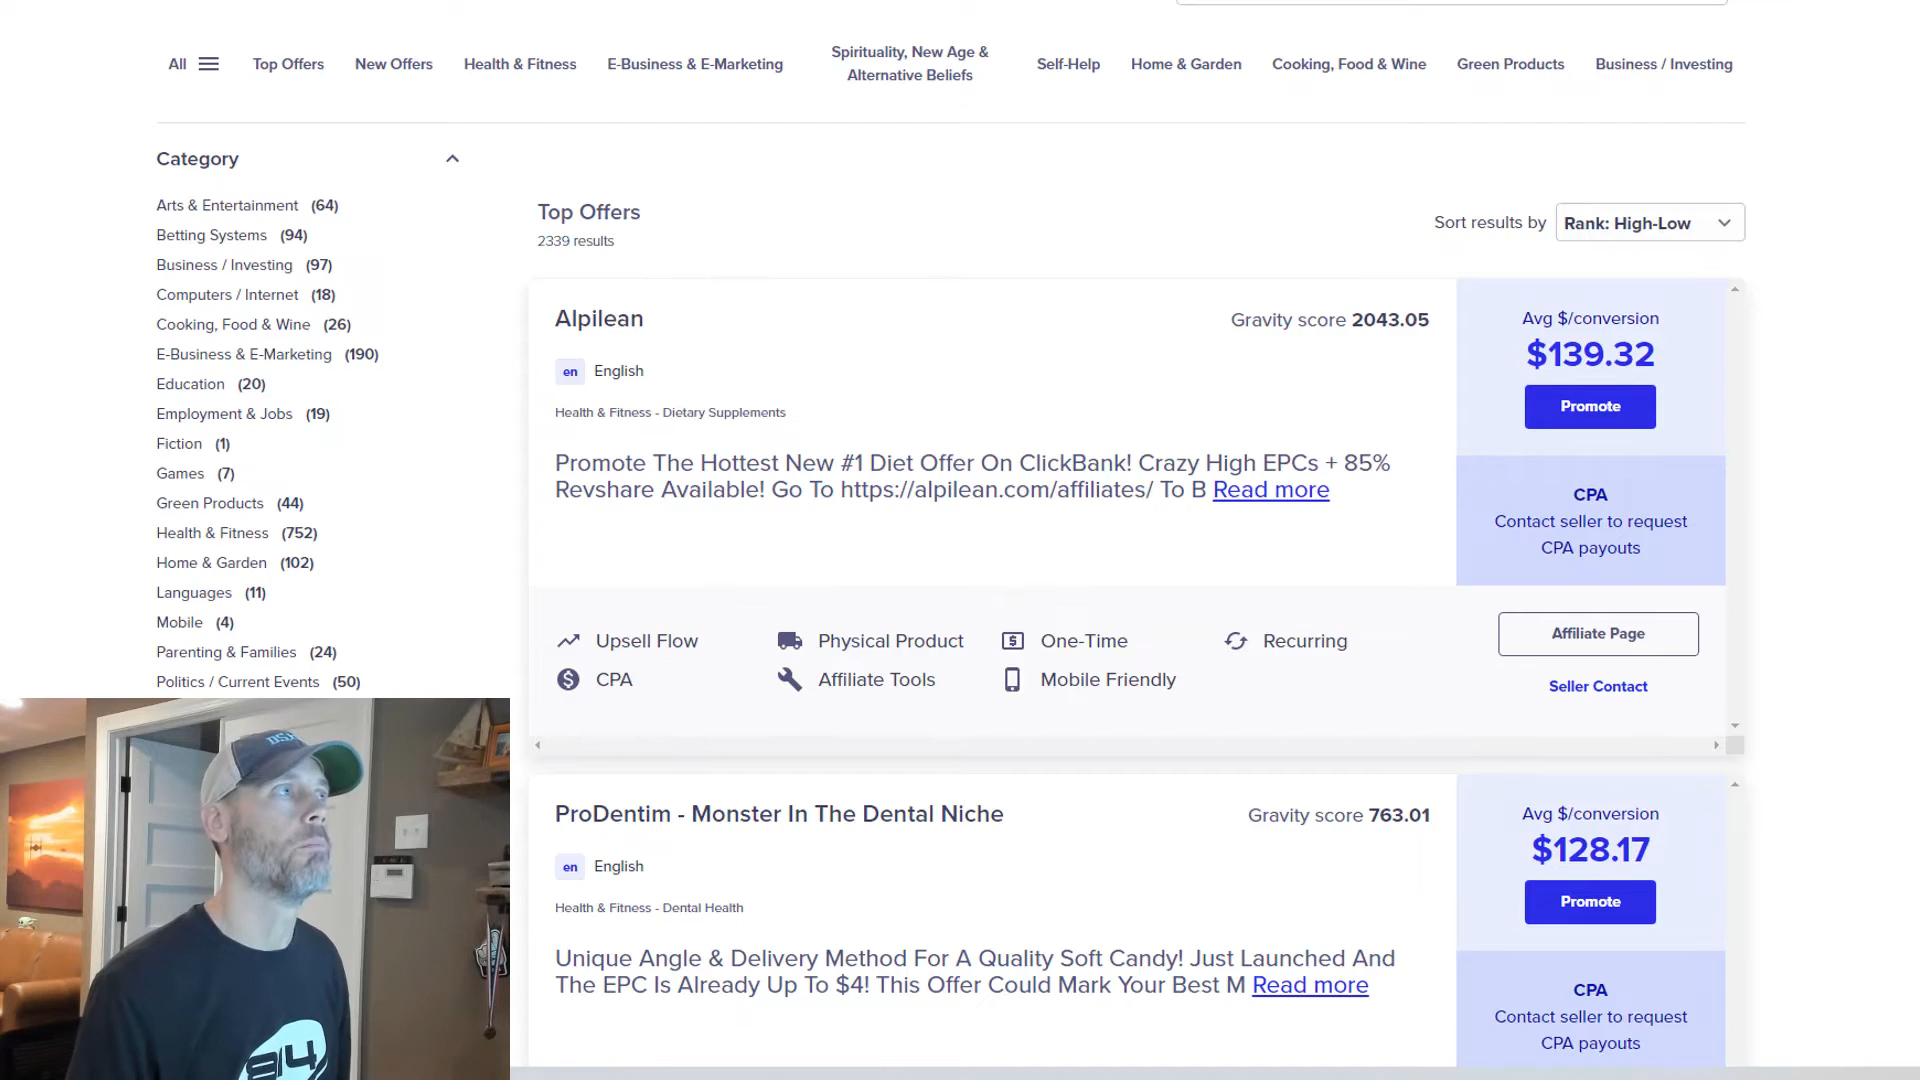 All
Top Offers
New Offers
Health & Fitness
E-Business & E-Marketing
Spirituality, New Age &
Alternative Beliefs
Self-Help
Home & Garden
Cooking, Food & Wine
Green Products
Business / Investing
Category
Arts & Entertainment (64)
Betting Systems (94)
Business / Investing (97)
Computers / Internet (18)
Cooking, Food & Wine (26)
E-Business & E-Marketing (190)
Education (20)
Employment & Jobs (19)
Fiction (1)
Games (7)
Green Products (44)
Health & Fitness (752)
Home & Garden (102)
Languages (11)
Mobile (4)
Parenting & Families (24)
Politics / Current Events (50)
Top Offers
2339 results
Sort results by Rank: High-Low
Alpilean
Gravity score 2043.05
en English
Health & Fitness - Dietary Supplements
Promote The Hottest New #1 Diet Offer On ClickBank! Crazy High EPCs + 85%
Revshare Available! Go To https://alpilean.com/affiliates/ To B Read more
Avg $/conversion
$139.32
Promote
CPA
Contact seller to request
CPA payouts
Upsell Flow
Physical Product
One-Time
Recurring
CPA
Affiliate Tools
Mobile Friendly
Affiliate Page
Seller Contact
ProDentim - Monster In The Dental Niche
Gravity score 763.01
en English
Health & Fitness - Dental Health
Unique Angle & Delivery Method For A Quality Soft Candy! Just Launched And
The EPC Is Already Up To $4! This Offer Could Mark Your Best M Read more
Avg $/conversion
$128.17
Promote
CPA
Contact seller to request
CPA payouts
814